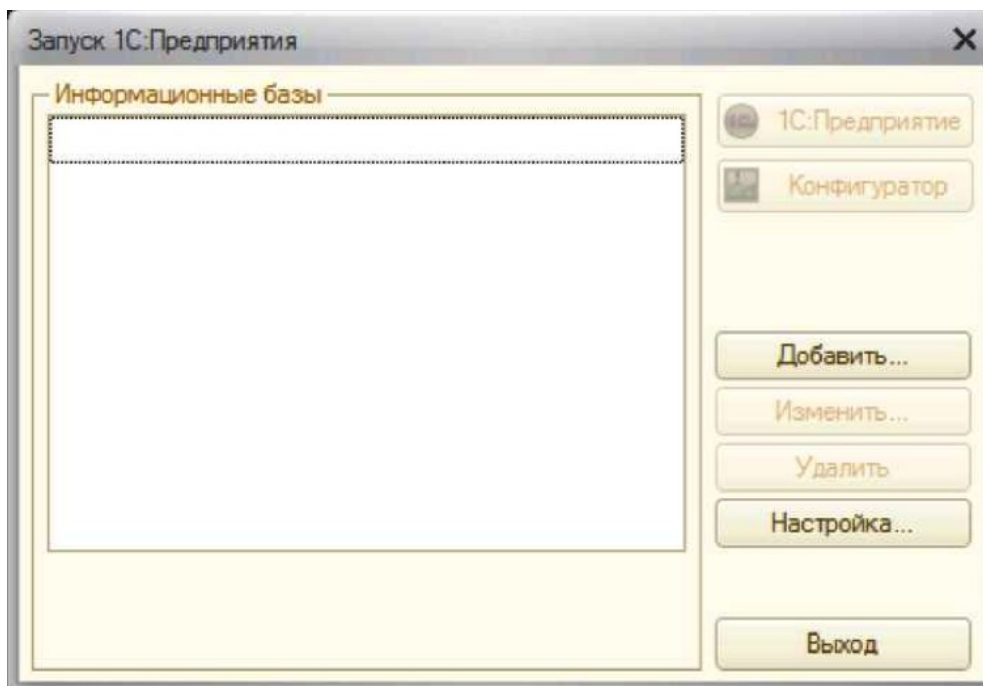 Запуск 1С:Предприятия
Информационные базы
1С:Предприятие
Конфигуратор
Добавить...
Изменить...
Удалить
Настройка...
Выход